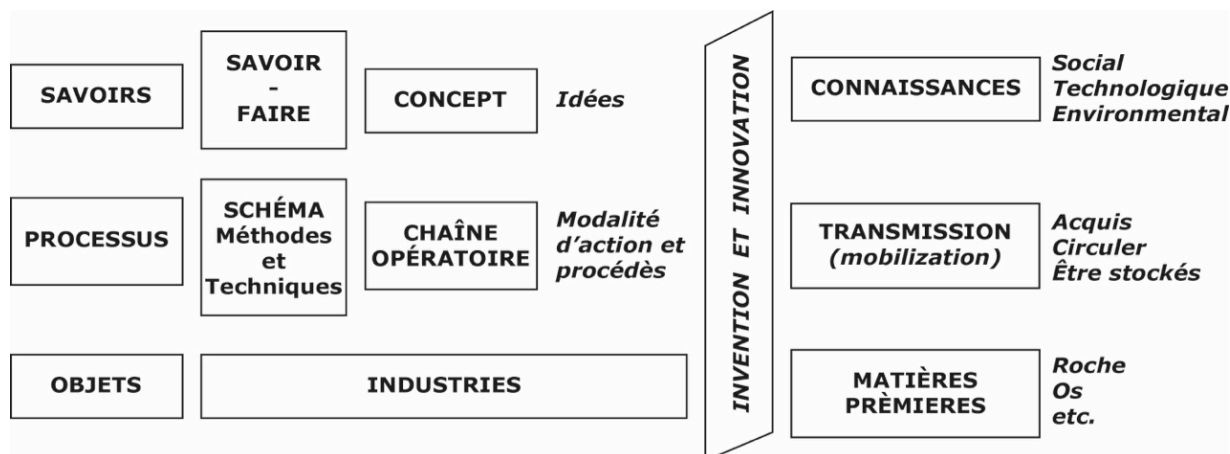 SAVOIRS
SAVOIR
-
FAIRE
CONCEPT
Idées
PROCESSUS
SCHÉMA
Méthodes
et
Techniques
CHAÎNE
OPÉRATOIRE
Modalité
d'action et
procédès
OBJETS
INDUSTRIES
INVENTION ET INNOVATION
CONNAISSANCES
Social
Technologique
Environmental
TRANSMISSION
(mobilization)
Acquis
Circuler
Être stockés
MATIÈRES
PRÈMIERES
Roche
Os
etc.